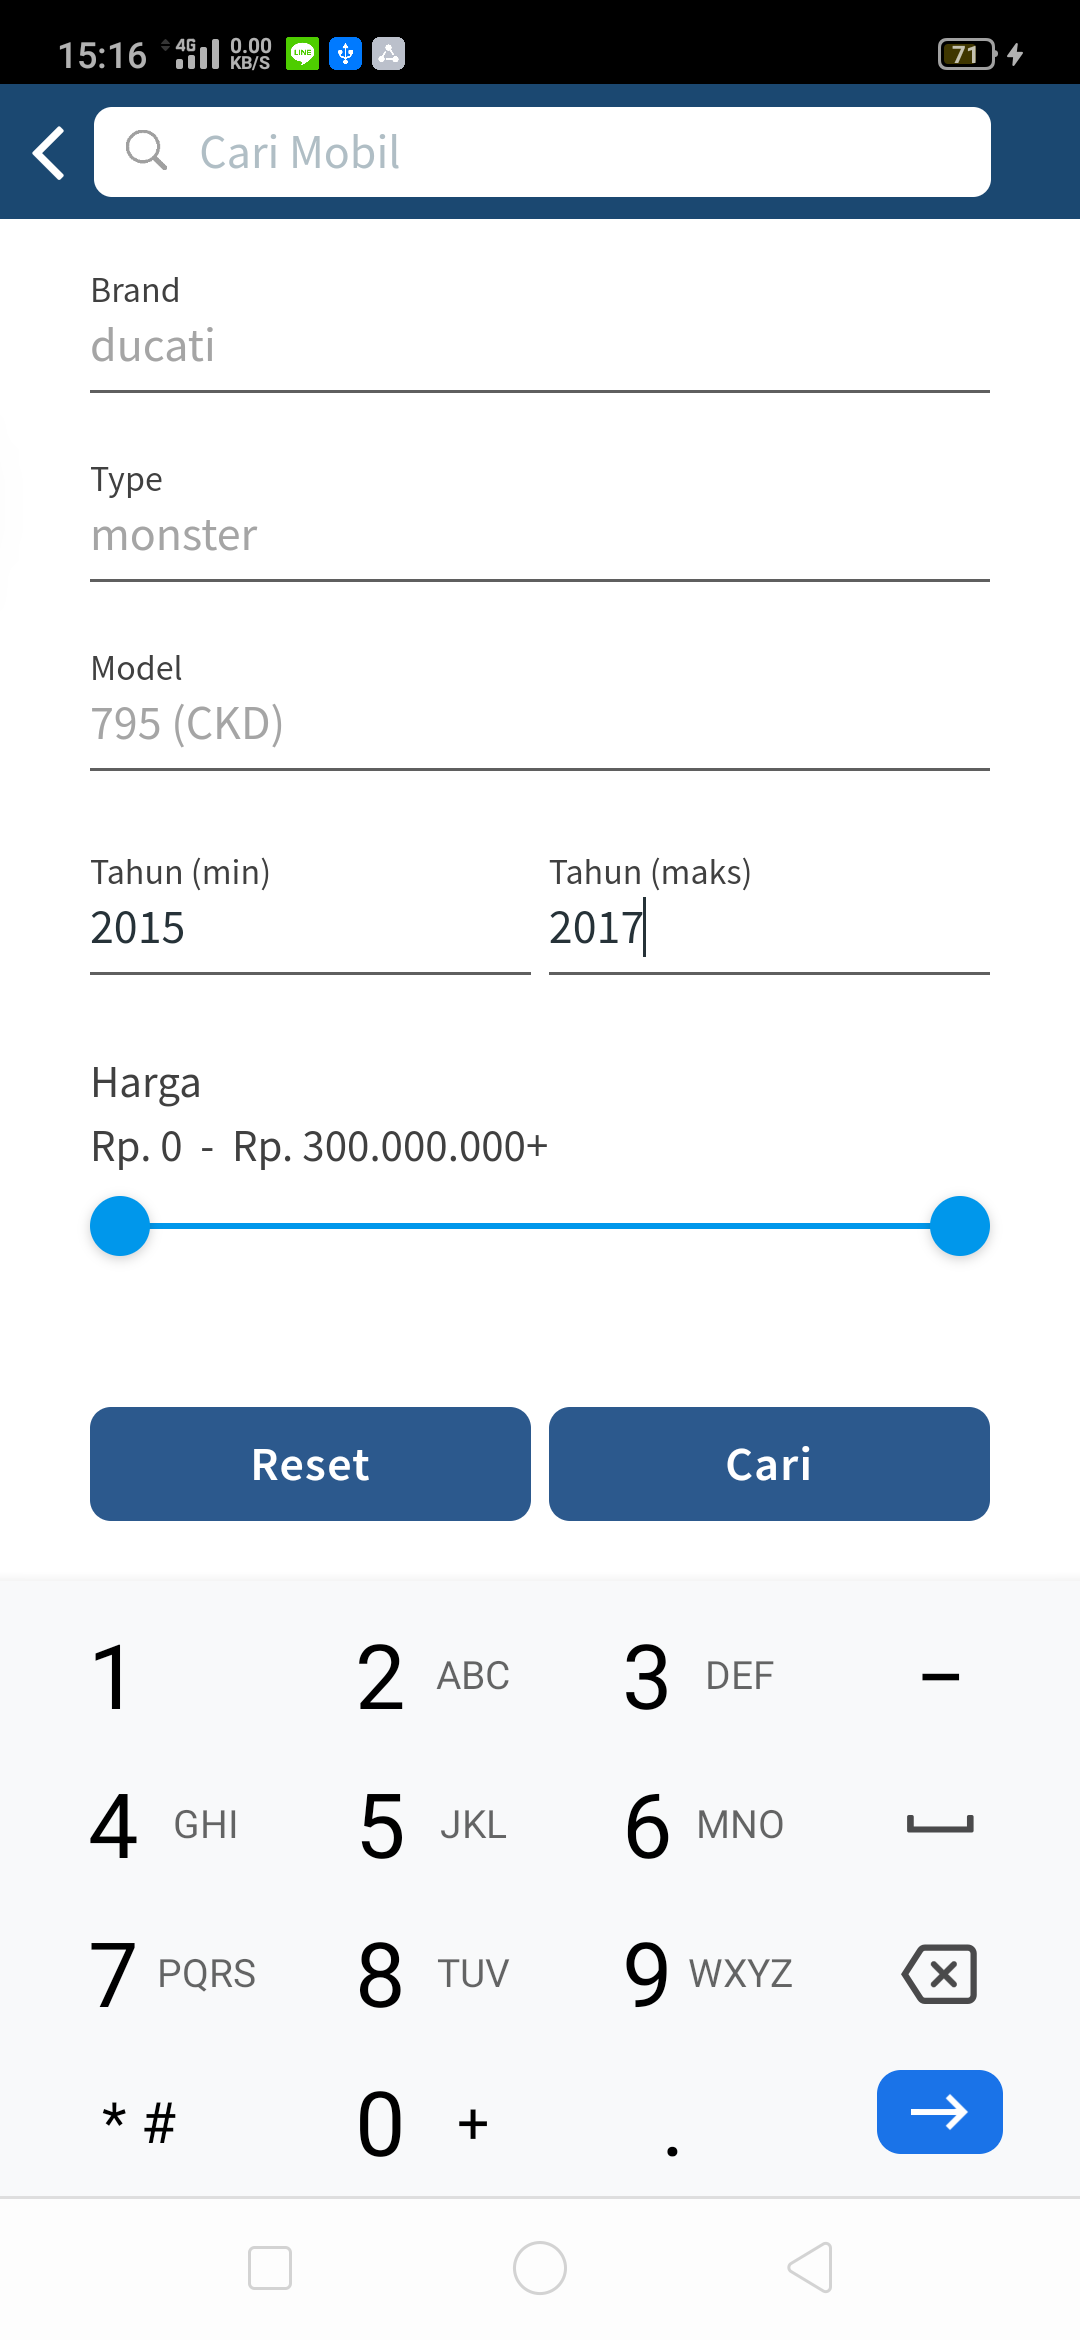 15:16 4G 0.00 KB/S LINE 71
Cari Mobil
Brand
ducati
Type
monster
Model
795 (CKD)
Tahun (min) Tahun (maks)
2015 2017
Harga
Rp. 0 - Rp. 300.000.000+
Reset Cari
1 2 ABC 3 DEF –
4 GHI 5 JKL 6 MNO
7 PQRS 8 TUV 9 WXYZ
* # 0 + .